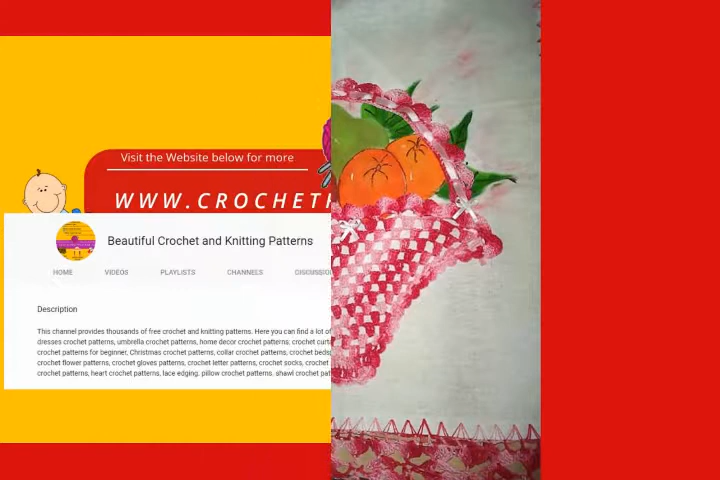 Visit the Website below for more
WWW.CROCHET
Beautiful Crochet and Knitting Patterns
HOME VIDEOS PLAYLISTS CHANNELS DISCUSSION
Description
This channel provides thousands of free crochet and knitting patterns. Here you can find a lot of
dresses crochet patterns, umbrella crochet patterns, home decor crochet patterns, crochet curt
crochet patterns for beginner, Christmas crochet patterns, collar crochet patterns, crochet beds
crochet flower patterns, crochet gloves patterns, crochet letter patterns, crochet socks, crochet
crochet patterns, heart crochet patterns, lace edging, pillow crochet patterns, shawl crochet pat